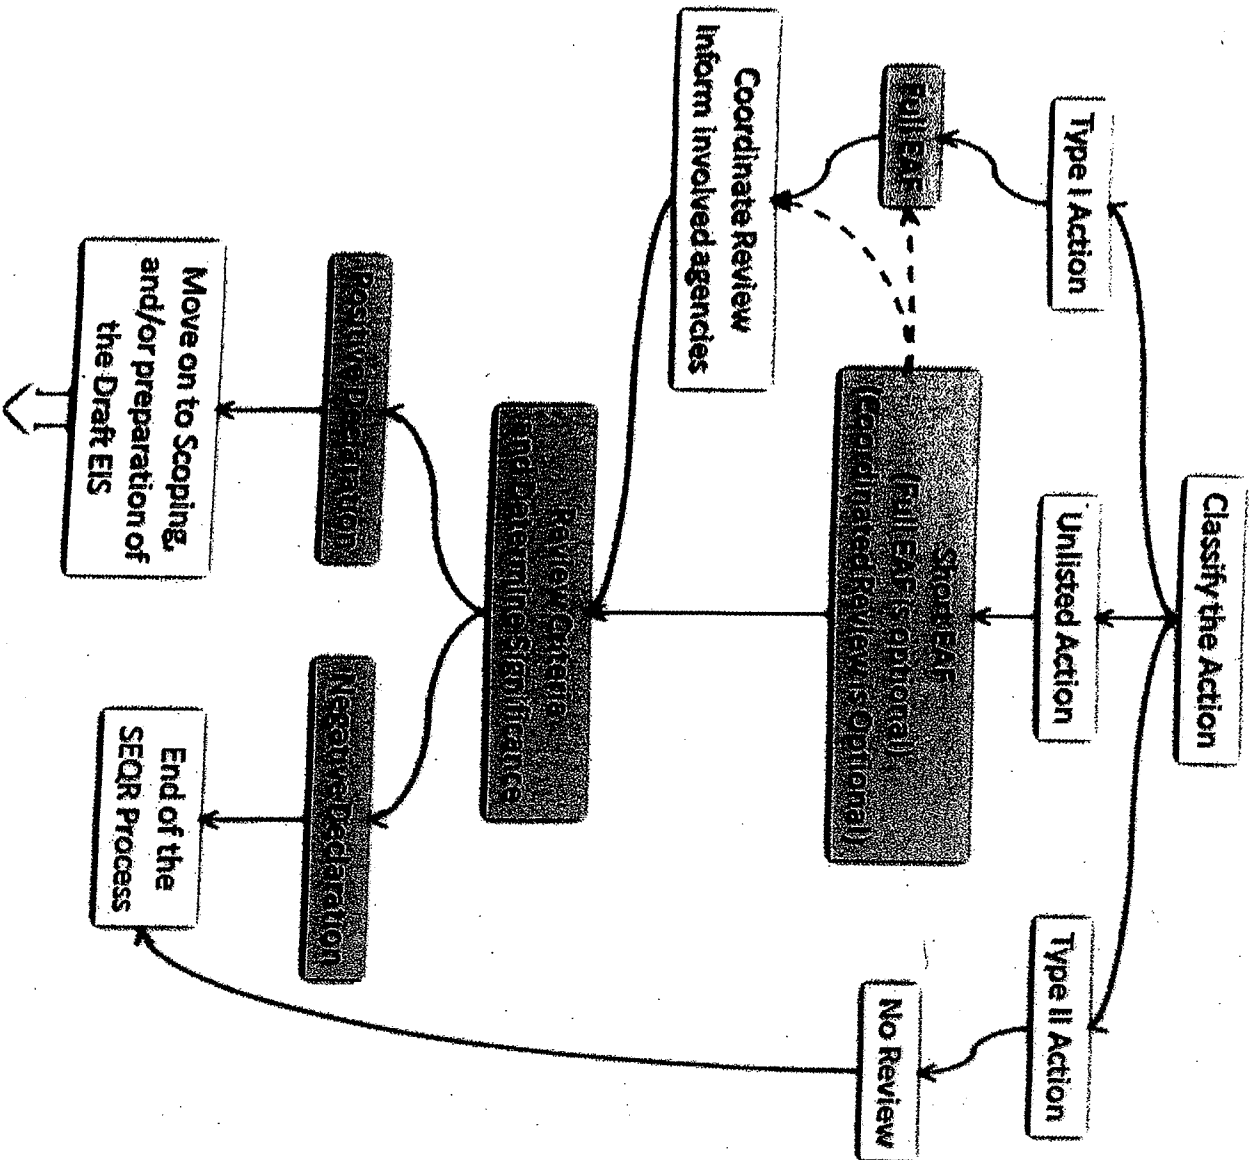 Classify the Action
Type I Action
Unlisted Action
Type II Action
Full EAF
Short EAF
(Full EAF is optional)
(Coordinated Review is Optional)
No Review
Coordinate Review
Inform involved agencies
Review Criteria
and Determine Significance
Positive Declaration
Negative Declaration
Move on to Scoping,
and/or preparation of
the Draft EIS
End of the
SEQR Process